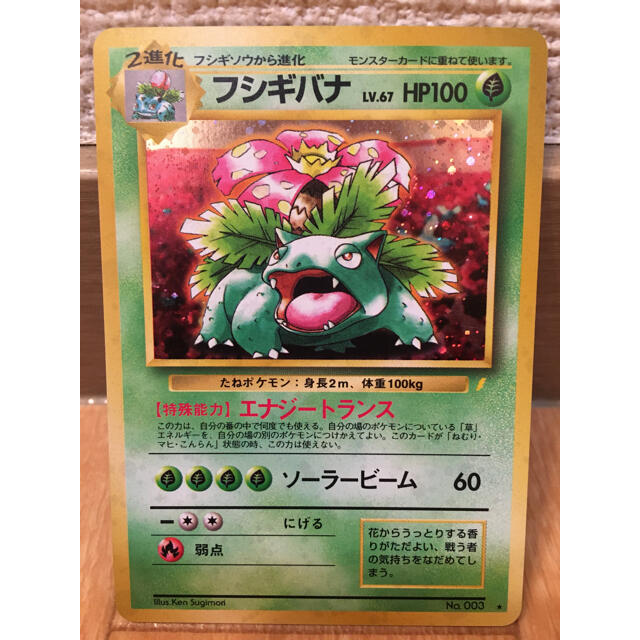 2進化
フシギソウから進化
モンスターカードに重ねて使います。
フシギバナ LV.67 HP100
たねポケモン：身長2m、体重100kg
【特殊能力】エナジートランス
この力は、自分の番の中で何度でも使える。自分の場のポケモンについている「草」
エネルギーを、自分の場の別のポケモンにつけかえてよい。このカードが「ねむり・
マヒ・こんらん」状態の時、この力は使えない。
ソーラービーム 60
にげる
弱点
花からうっとりする香
りがただよい、戦う者
の気持ちをなだめてし
まう。
Illus.Ken Sugimori
No. 003 ★